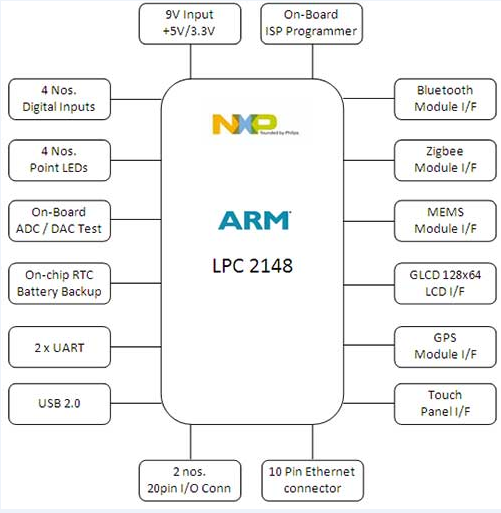 9V Input
+5V/3.3V
On-Board
ISP Programmer
4 Nos.
Digital Inputs
4 Nos.
Point LEDs
On-Board
ADC / DAC Test
On-chip RTC
Battery Backup
2 x UART
USB 2.0
NXP
founded by Philips
ARM
LPC 2148
Bluetooth
Module I/F
Zigbee
Module I/F
MEMS
Module I/F
GLCD 128x64
LCD I/F
GPS
Module I/F
Touch
Panel I/F
2 nos.
20pin I/O Conn
10 Pin Ethernet
connector